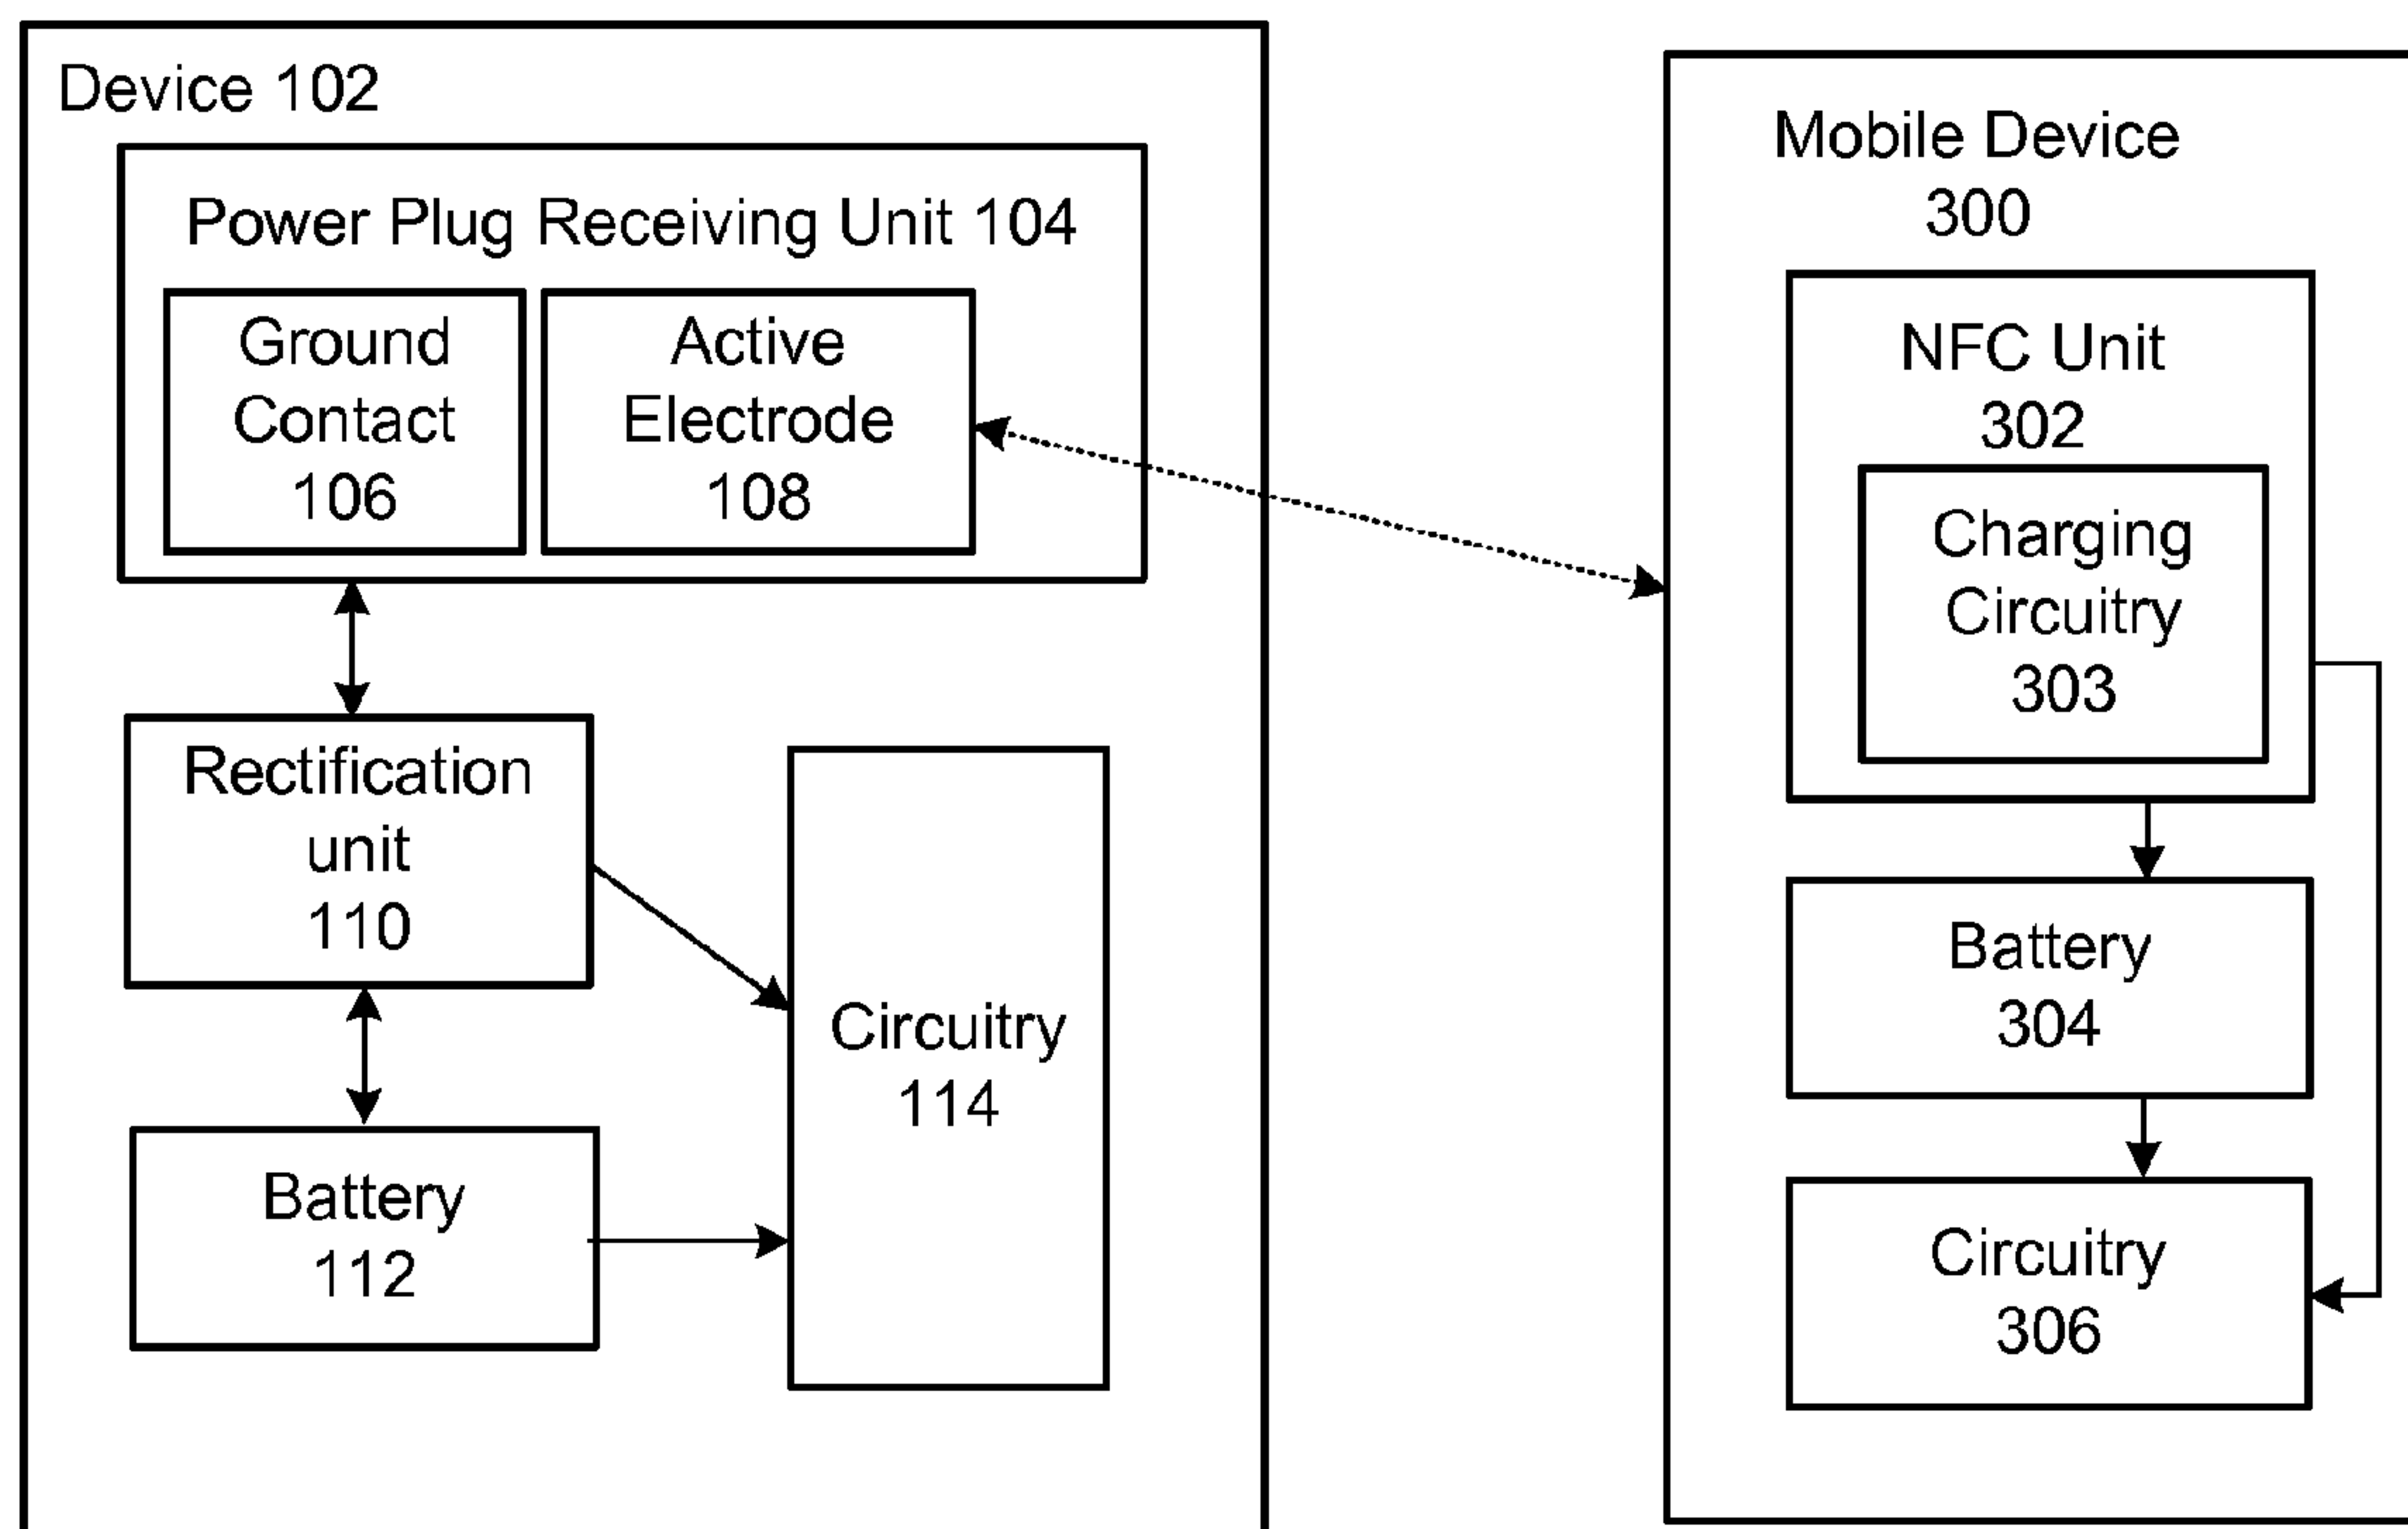 Device 102
Power Plug Receiving Unit 104
Ground
Contact
106
Active
Electrode
108
Rectification
unit
110
Battery
112
Circuitry
114
Mobile Device
300
NFC Unit
302
Charging
Circuitry
303
Battery
304
Circuitry
306